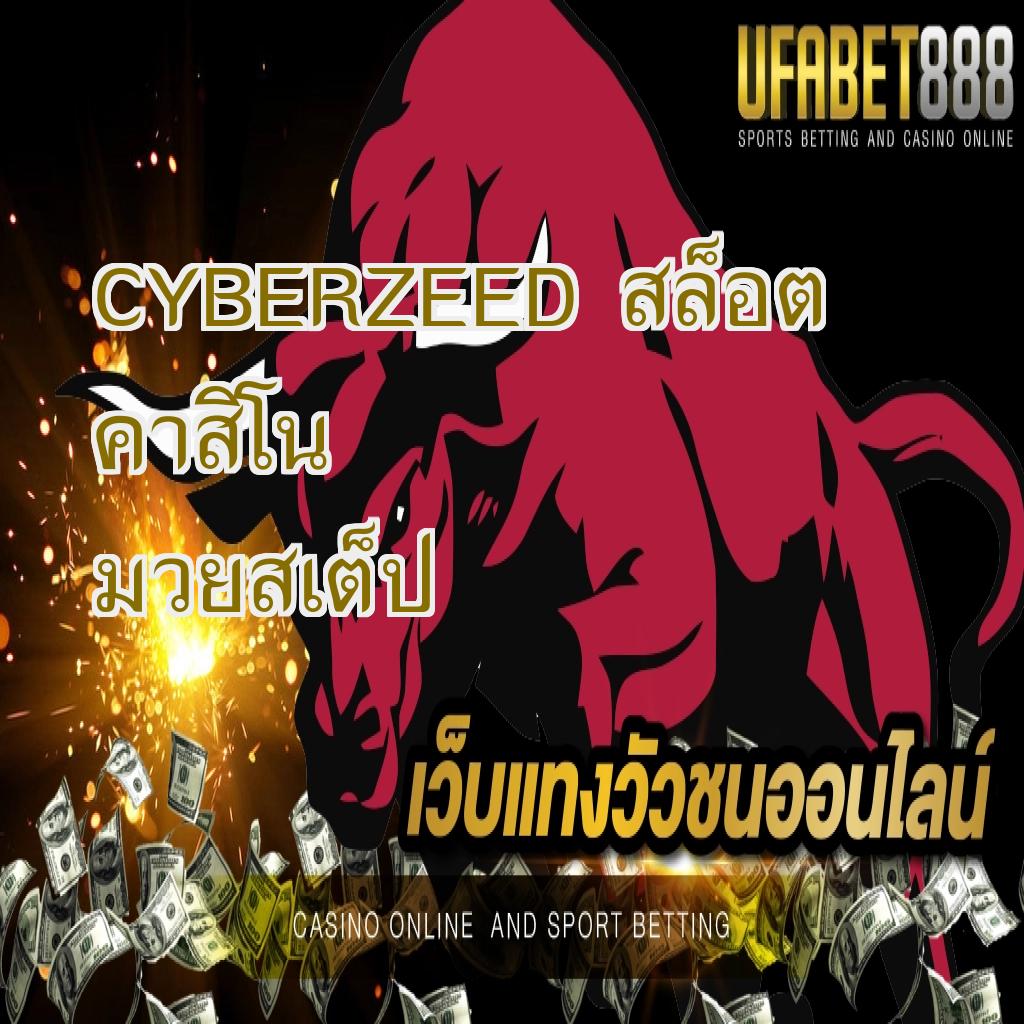 UFABET888
SPORTS BETTING AND CASINO ONLINE
CYBERZEED สล็อต
คาสิโน
มวยสเต็ป
เว็บแทงวัวชนออนไลน์
CASINO ONLINE AND SPORT BETTING